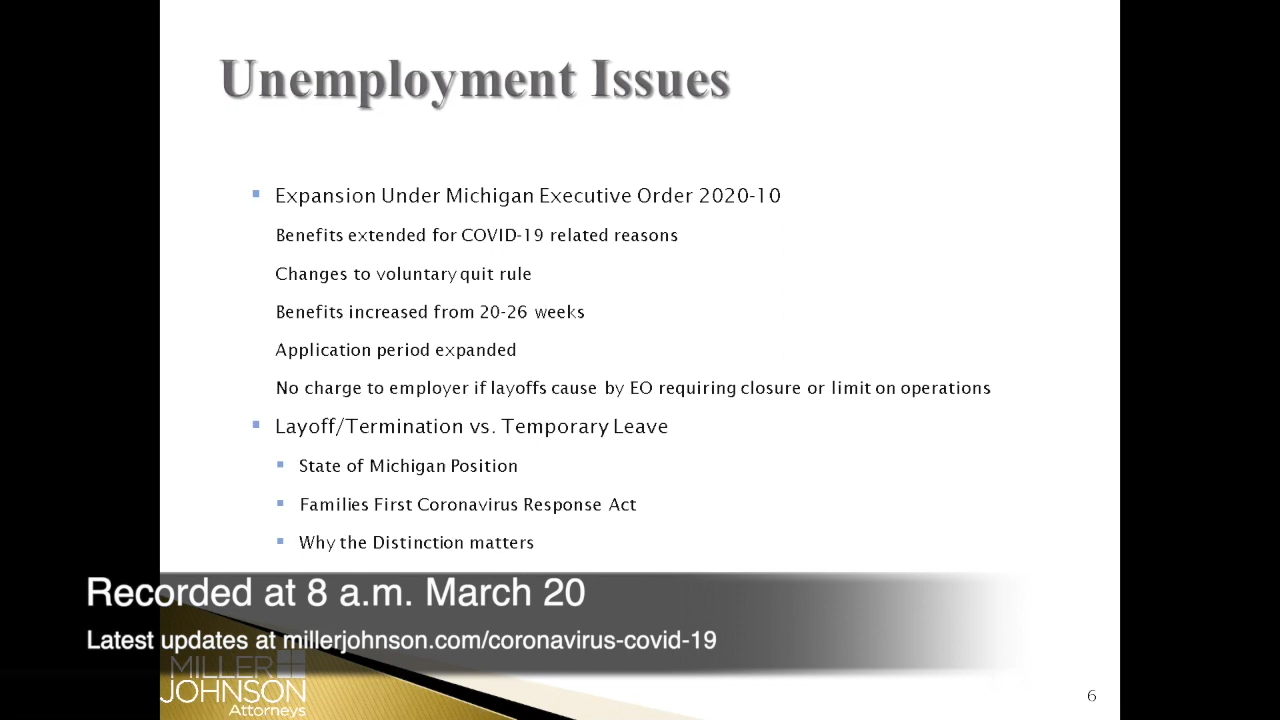 Unemployment Issues
Expansion Under Michigan Executive Order 2020-10
Benefits extended for COVID-19 related reasons
Changes to voluntary quit rule
Benefits increased from 20-26 weeks
Application period expanded
No charge to employer if layoffs cause by EO requiring closure or limit on operations
Layoff/Termination vs. Temporary Leave
State of Michigan Position
Families First Coronavirus Response Act
Why the Distinction matters
Recorded at 8 a.m. March 20
Latest updates at millerjohnson.com/coronavirus-covid-19
MILLER
JOHNSON
Attorneys
6